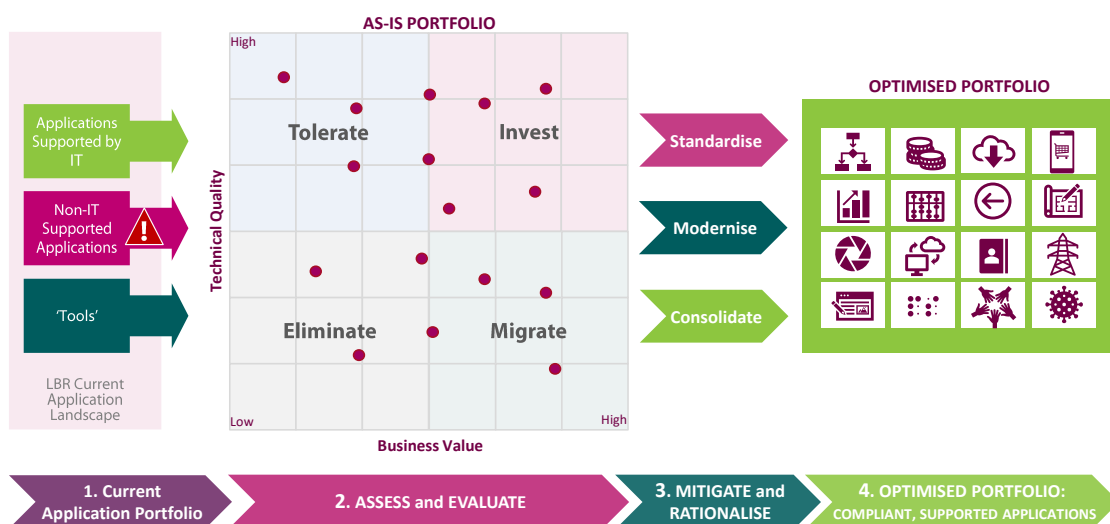 AS-IS PORTFOLIO
High
Applications
Supported by
IT
Non-IT
Supported
Applications
!
'Tools'
LBR Current
Application
Landscape
Technical Quality
Tolerate
Invest
Eliminate
Migrate
Low
High
Business Value
Standardise
Modernise
Consolidate
OPTIMISED PORTFOLIO
1. Current
Application Portfolio
2. ASSESS and EVALUATE
3. MITIGATE and
RATIONALISE
4. OPTIMISED PORTFOLIO:
COMPLIANT, SUPPORTED APPLICATIONS